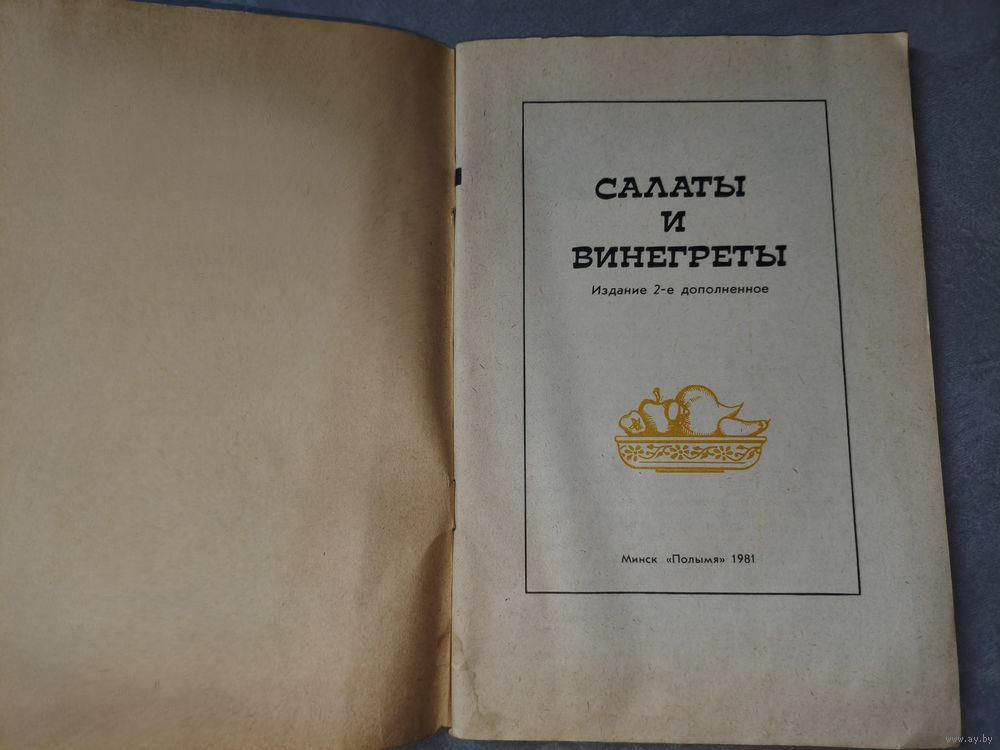 САЛАТЫ
И
ВИНЕГРЕТЫ
Издание 2-е дополненное
Минск «Полымя» 1981
www.ay.by